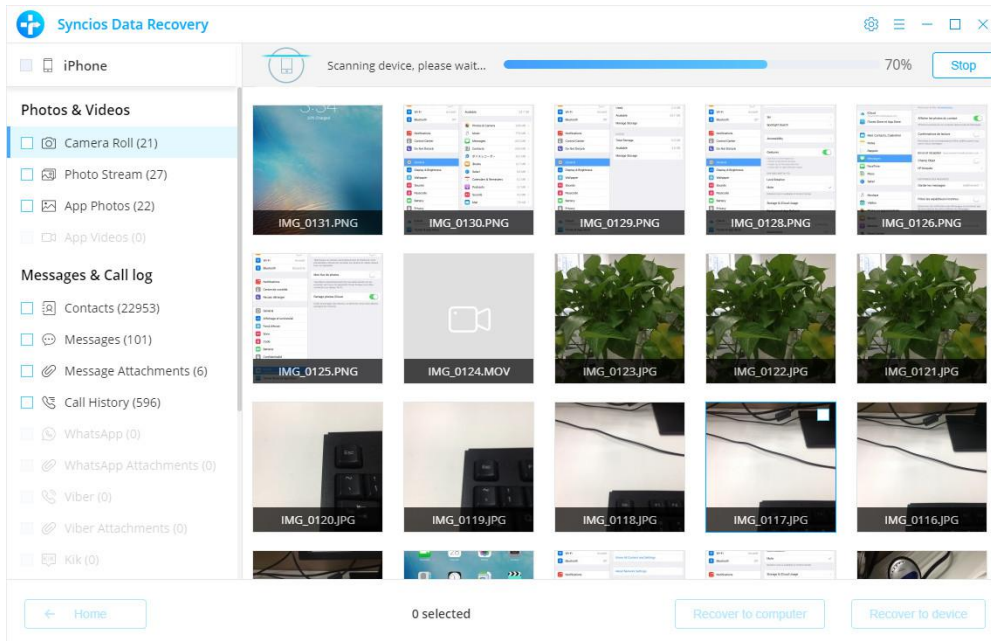 Syncios Data Recovery
iPhone
Scanning device, please wait...
70%
Stop
Photos & Videos
Camera Roll (21)
Photo Stream (27)
App Photos (22)
App Videos (0)
Messages & Call log
Contacts (22953)
Messages (101)
Message Attachments (6)
Call History (596)
WhatsApp (0)
WhatsApp Attachments (0)
Viber (0)
Viber Attachments (0)
Kik (0)
IMG_0131.PNG
IMG_0130.PNG
IMG_0129.PNG
IMG_0128.PNG
IMG_0126.PNG
IMG_0125.PNG
IMG_0124.MOV
IMG_0123.JPG
IMG_0122.JPG
IMG_0121.JPG
IMG_0120.JPG
IMG_0119.JPG
IMG_0118.JPG
IMG_0117.JPG
IMG_0116.JPG
Home
0 selected
Recover to computer
Recover to device